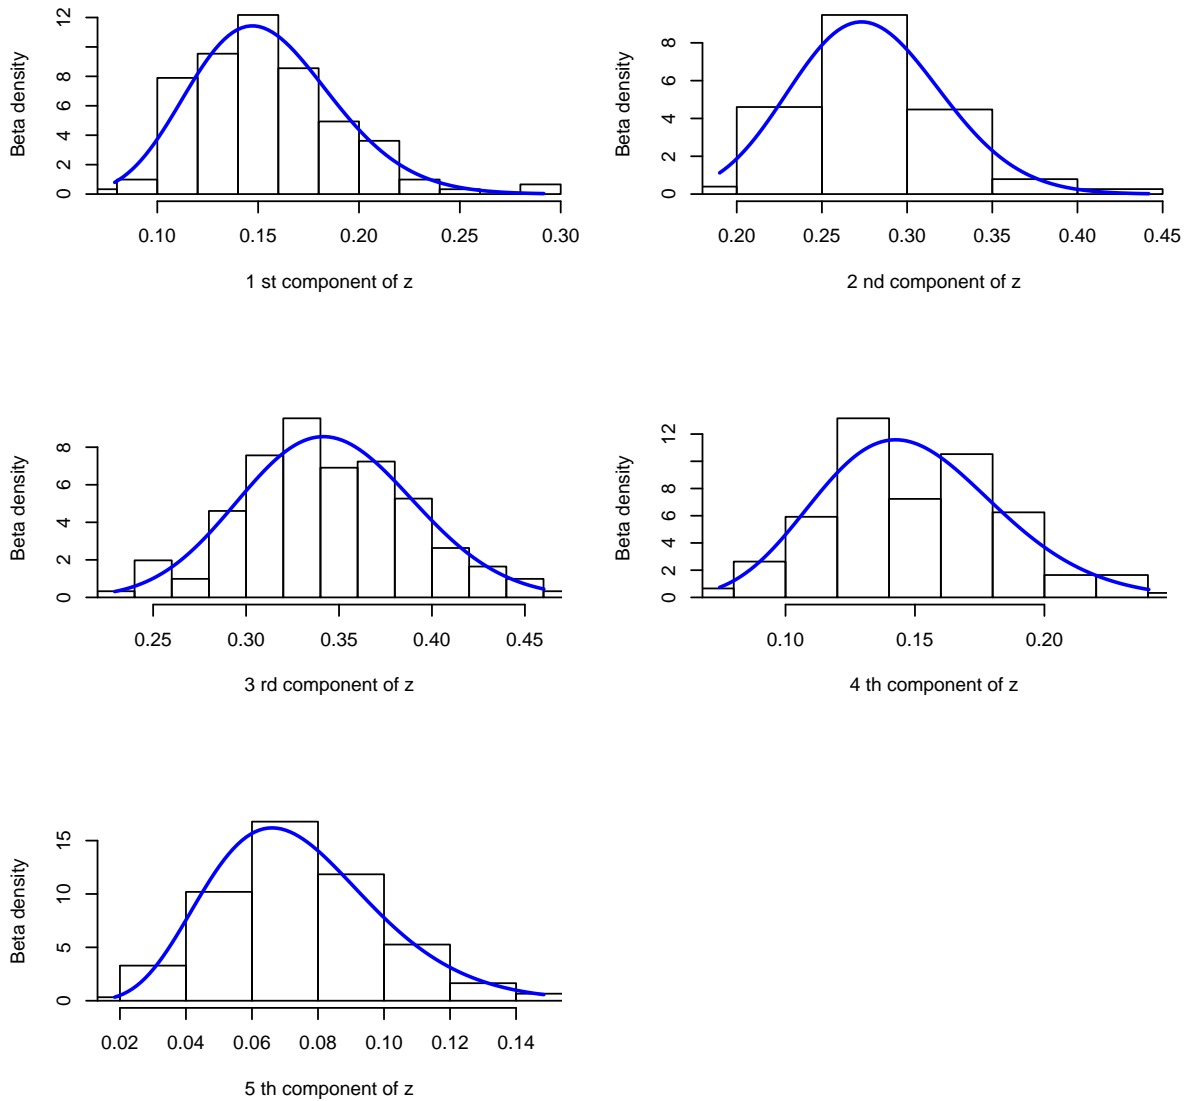 Beta density
0 2 4 6 8 12
0.10 0.15 0.20 0.25 0.30
1 st component of z
Beta density
0 2 4 6 8
0.20 0.25 0.30 0.35 0.40 0.45
2 nd component of z
Beta density
0 2 4 6 8
0.25 0.30 0.35 0.40 0.45
3 rd component of z
Beta density
0 2 4 6 8 12
0.10 0.15 0.20
4 th component of z
Beta density
0 5 10 15
0.02 0.04 0.06 0.08 0.10 0.12 0.14
5 th component of z